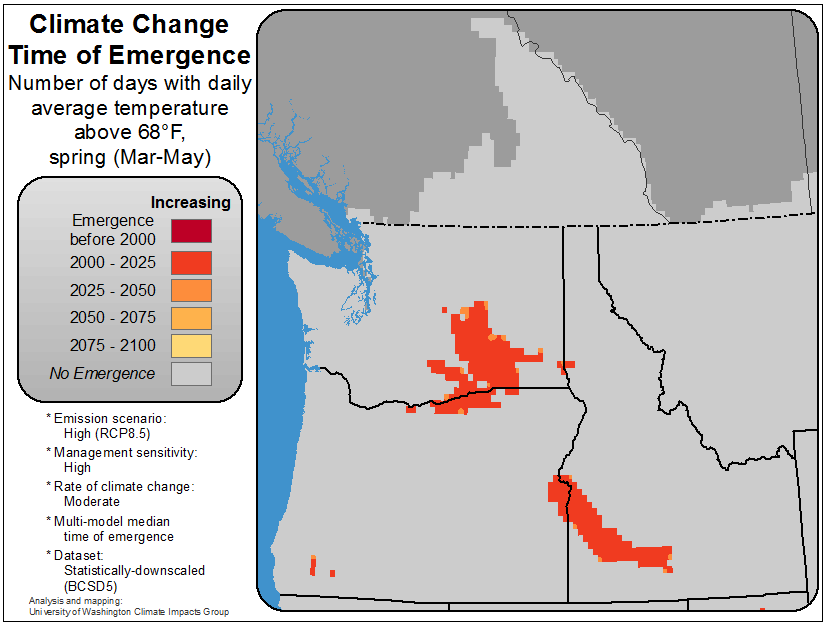 Climate Change
Time of Emergence
Number of days with daily
average temperature
above 68°F,
spring (Mar-May)
Increasing
Emergence
before 2000
2000 - 2025
2025 - 2050
2050 - 2075
2075 - 2100
No Emergence
* Emission scenario:
High (RCP8.5)
* Management sensitivity:
High
* Rate of climate change:
Moderate
* Multi-model median
time of emergence
* Dataset:
Statistically-downscaled
(BCSD5)
Analysis and mapping:
University of Washington Climate Impacts Group